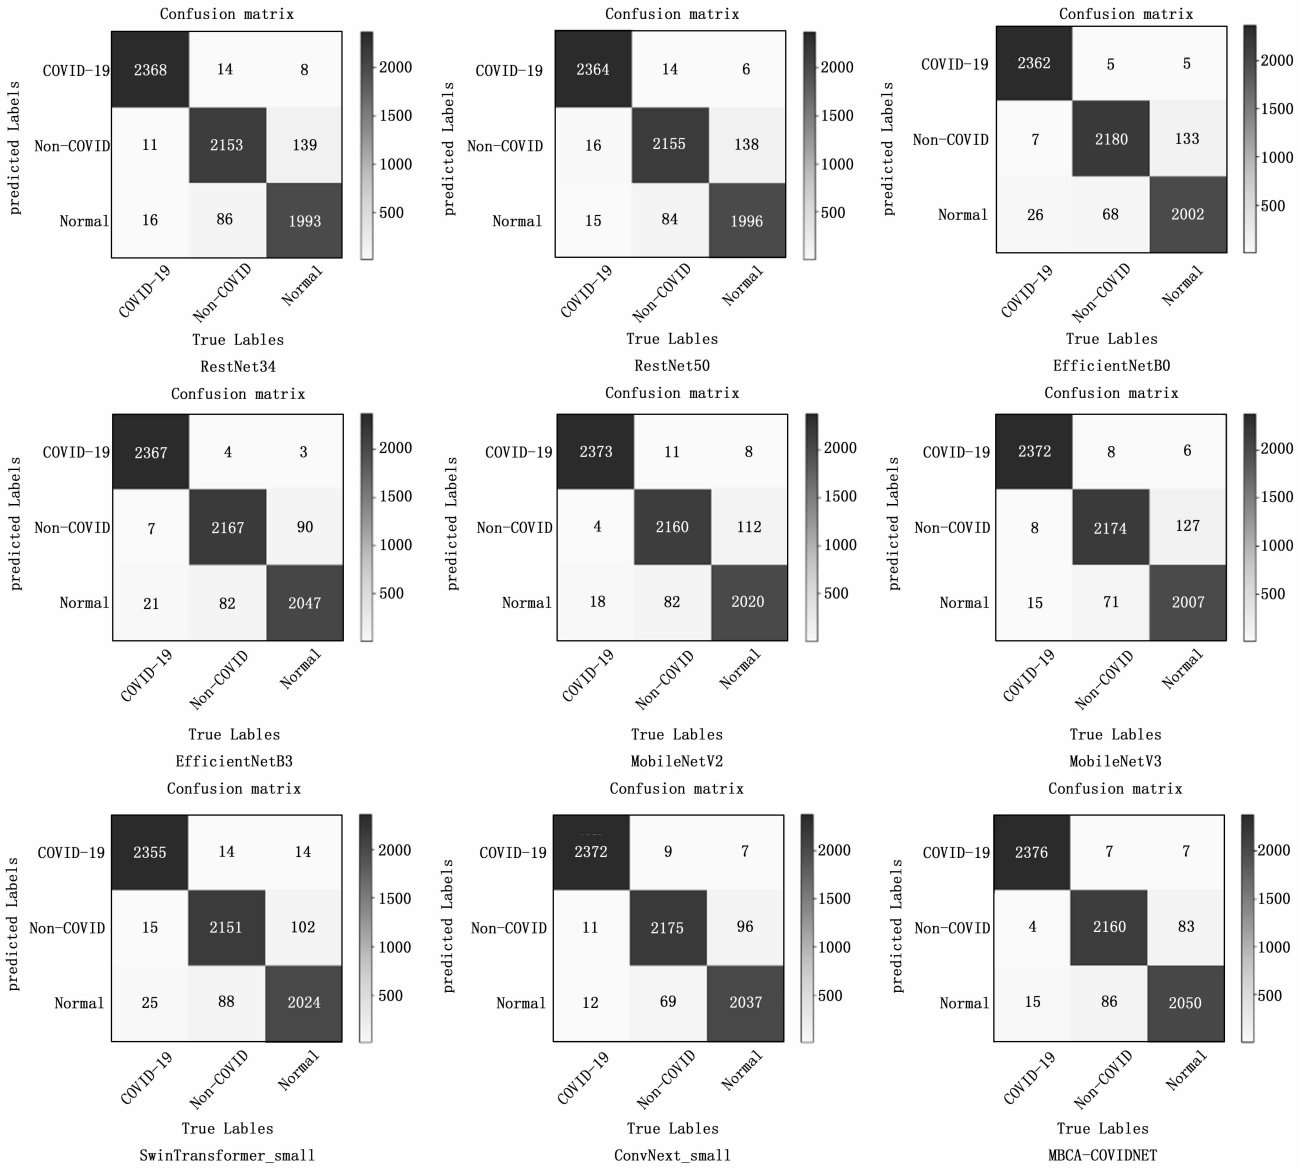 Confusion matrix
predicted Labels
COVID-19 2368 14 8
Non-COVID 11 2153 139
Normal 16 86 1993
2000
1500
1000
500
COVID-19 Non-COVID Normal
True Lables
RestNet34
Confusion matrix
predicted Labels
COVID-19 2364 14 6
Non-COVID 16 2155 138
Normal 15 84 1996
2000
1500
1000
500
COVID-19 Non-COVID Normal
True Lables
RestNet50
Confusion matrix
predicted Labels
COVID-19 2362 5 5
Non-COVID 7 2180 133
Normal 26 68 2002
2000
1500
1000
500
COVID-19 Non-COVID Normal
True Lables
EfficientNetB0
Confusion matrix
predicted Labels
COVID-19 2367 4 3
Non-COVID 7 2167 90
Normal 21 82 2047
2000
1500
1000
500
COVID-19 Non-COVID Normal
True Lables
EfficientNetB3
Confusion matrix
predicted Labels
COVID-19 2373 11 8
Non-COVID 4 2160 112
Normal 18 82 2020
2000
1500
1000
500
COVID-19 Non-COVID Normal
True Lables
MobileNetV2
Confusion matrix
predicted Labels
COVID-19 2372 8 6
Non-COVID 8 2174 127
Normal 15 71 2007
2000
1500
1000
500
COVID-19 Non-COVID Normal
True Lables
MobileNetV3
Confusion matrix
predicted Labels
COVID-19 2355 14 14
Non-COVID 15 2151 102
Normal 25 88 2024
2000
1500
1000
500
COVID-19 Non-COVID Normal
True Lables
SwinTransformer_small
Confusion matrix
predicted Labels
COVID-19 2372 9 7
Non-COVID 11 2175 96
Normal 12 69 2037
2000
1500
1000
500
COVID-19 Non-COVID Normal
True Lables
ConvNext_small
Confusion matrix
predicted Labels
COVID-19 2376 7 7
Non-COVID 4 2160 83
Normal 15 86 2050
2000
1500
1000
500
COVID-19 Non-COVID Normal
True Lables
MBCA-COVIDNET